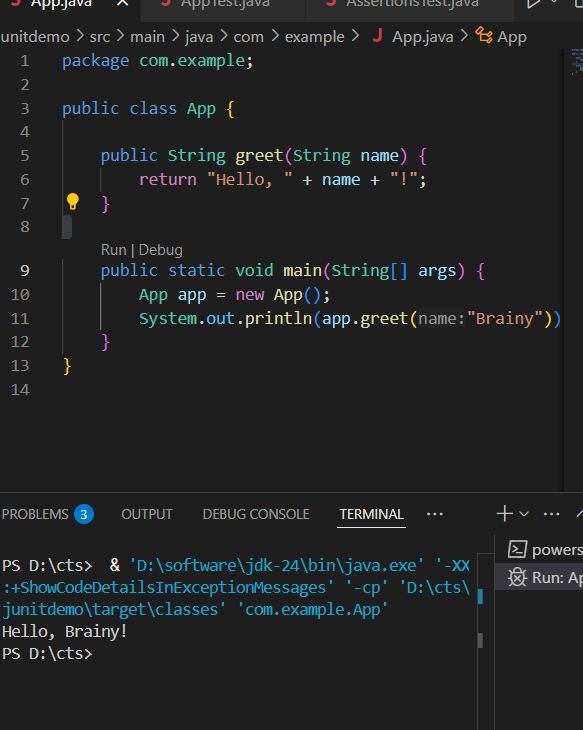 App.java
AppTest.java
AssertionsTest.java
unitdemo > src > main > java > com > example > J App.java > App
1 package com.example;
2
3 public class App {
4
5 public String greet(String name) {
6 return "Hello, " + name + "!";
7 }
8
Run | Debug
9 public static void main(String[] args) {
10 App app = new App();
11 System.out.println(app.greet(name:"Brainy"))
12 }
13 }
14
PROBLEMS 3 OUTPUT DEBUG CONSOLE TERMINAL ···
PS D:\cts>  & 'D:\software\jdk-24\bin\java.exe' '-XX
:+ShowCodeDetailsInExceptionMessages' '-cp' 'D:\cts\
junitdemo\target\classes' 'com.example.App'
Hello, Brainy!
PS D:\cts>
powers
Run: Ap